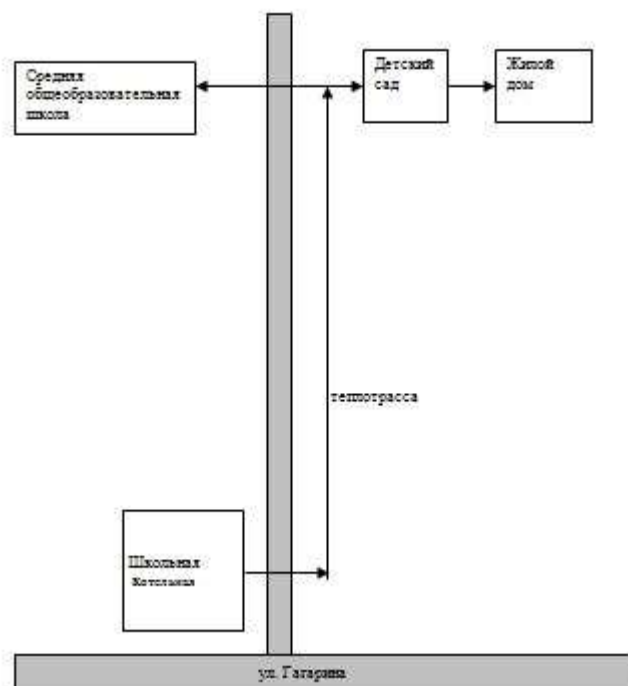 Средняя
общеобразовательная
школа
Детский
сад
Жилой
дом
теплотрасса
Школьная
Котельная
ул. Гагарина